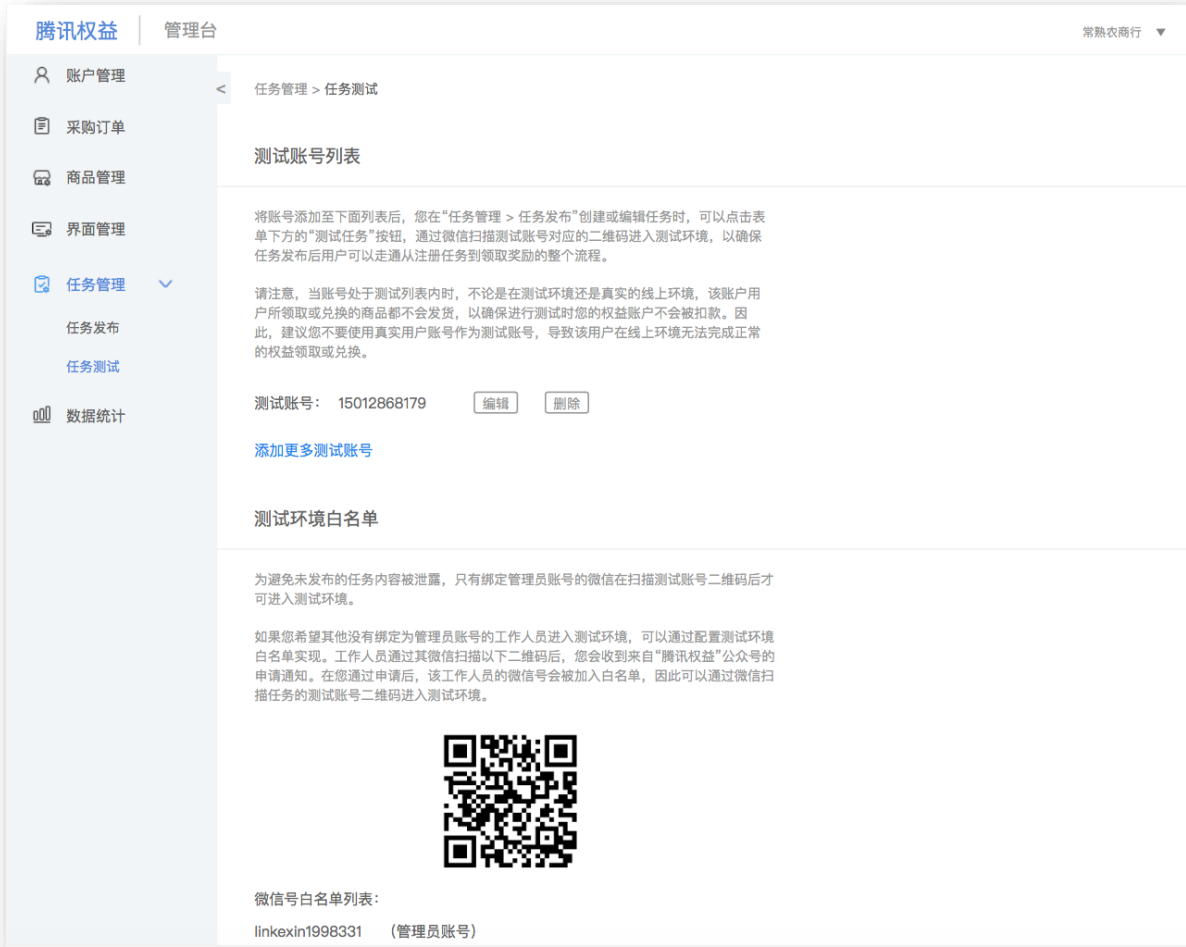 腾讯权益 管理台 常熟农商行 ▼
账户管理
采购订单
商品管理
界面管理
任务管理
任务发布
任务测试
数据统计
<
任务管理 > 任务测试
测试账号列表
将账号添加至下面列表后，您在“任务管理 > 任务发布”创建或编辑任务时，可以点击表
单下方的“测试任务”按钮，通过微信扫描测试账号对应的二维码进入测试环境，以确保
任务发布后用户可以走通从注册任务到领取奖励的整个流程。
请注意，当账号处于测试列表内时，不论是在测试环境还是真实的线上环境，该账户用
户所领取或兑换的商品都不会发货，以确保进行测试时您的权益账户不会被扣款。因
此，建议您不要使用真实用户账号作为测试账号，导致该用户在线上环境无法完成正常
的权益领取或兑换。
测试账号： 15012868179 编辑 删除
添加更多测试账号
测试环境白名单
为避免未发布的任务内容被泄露，只有绑定管理员账号的微信在扫描测试账号二维码后才
可进入测试环境。
如果您希望其他没有绑定为管理员账号的工作人员进入测试环境，可以通过配置测试环境
白名单实现。工作人员通过其微信扫描以下二维码后，您会收到来自“腾讯权益”公众号的
申请通知。在您通过申请后，该工作人员的微信号会被加入白名单，因此可以通过微信扫
描任务的测试账号二维码进入测试环境。
微信号白名单列表：
linkexin1998331 （管理员账号）